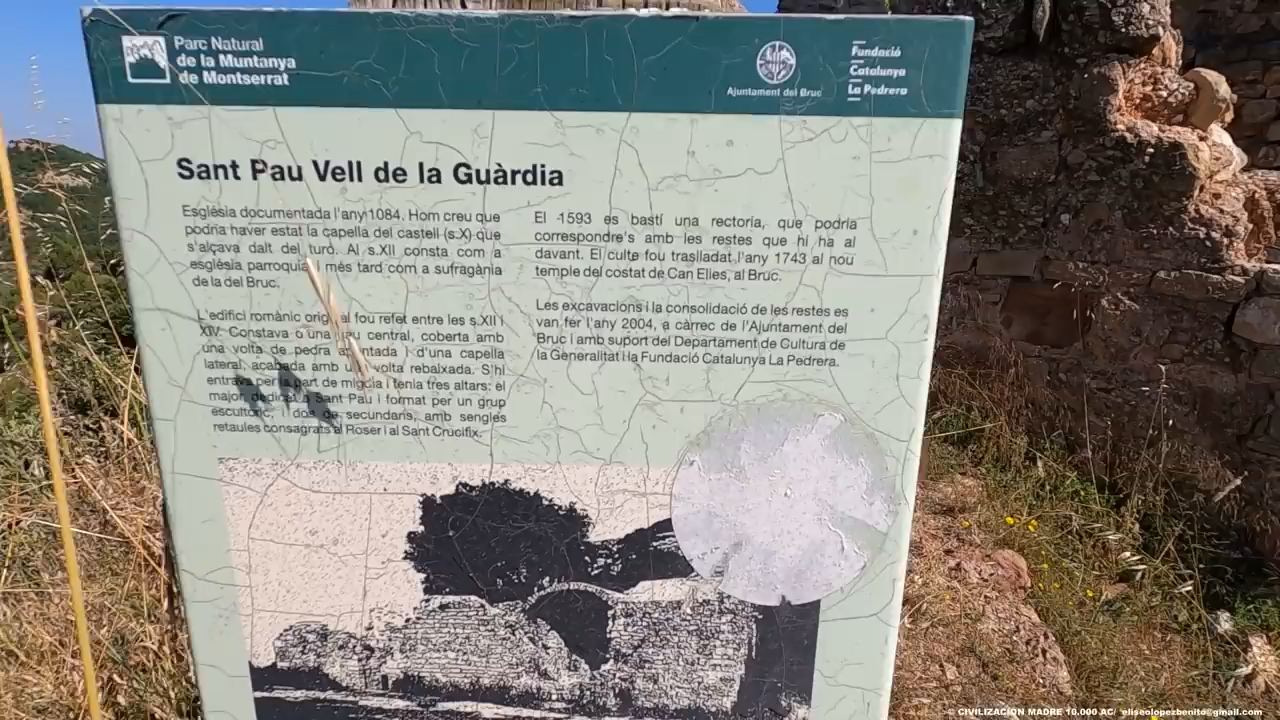 Parc Natural
de la Muntanya
de Montserrat
Ajuntament del Bruc
Fundació
Catalunya
La Pedrera
Sant Pau Vell de la Guàrdia
Església documentada l'any 1084. Hom creu que
podria haver estat la capella del castell (s.X) que
s'alçava dalt del turó. Al s.XII consta com a
església parroquial i més tard com a sufragània
de la del Bruc.
L'edifici romànic original fou refet entre les s.XII i
XIV. Constava d'una nau central, coberta amb
una volta de pedra apuntada i d'una capella
lateral, acabada amb una volta rebaixada. S'hi
entrava per la part de migdia i tenia tres altars: el
major, dedicat a Sant Pau i format per un grup
escultòric, i dos de secundaris, amb sengles
retaules consagrats al Roser i al Sant Crucifix.
El 1593 es bastí una rectoria, que podria
correspondre's amb les restes que hi ha al
davant. El culte fou traslladat l'any 1743 al nou
temple del costat de Can Elies, al Bruc.
Les excavacions i la consolidació de les restes es
van fer l'any 2004, a càrrec de l'Ajuntament del
Bruc i amb suport del Departament de Cultura de
la Generalitat i la Fundació Catalunya La Pedrera.
© CIVILIZACION MADRE 10.000 AC/ eliseolopezbenito@gmail.com